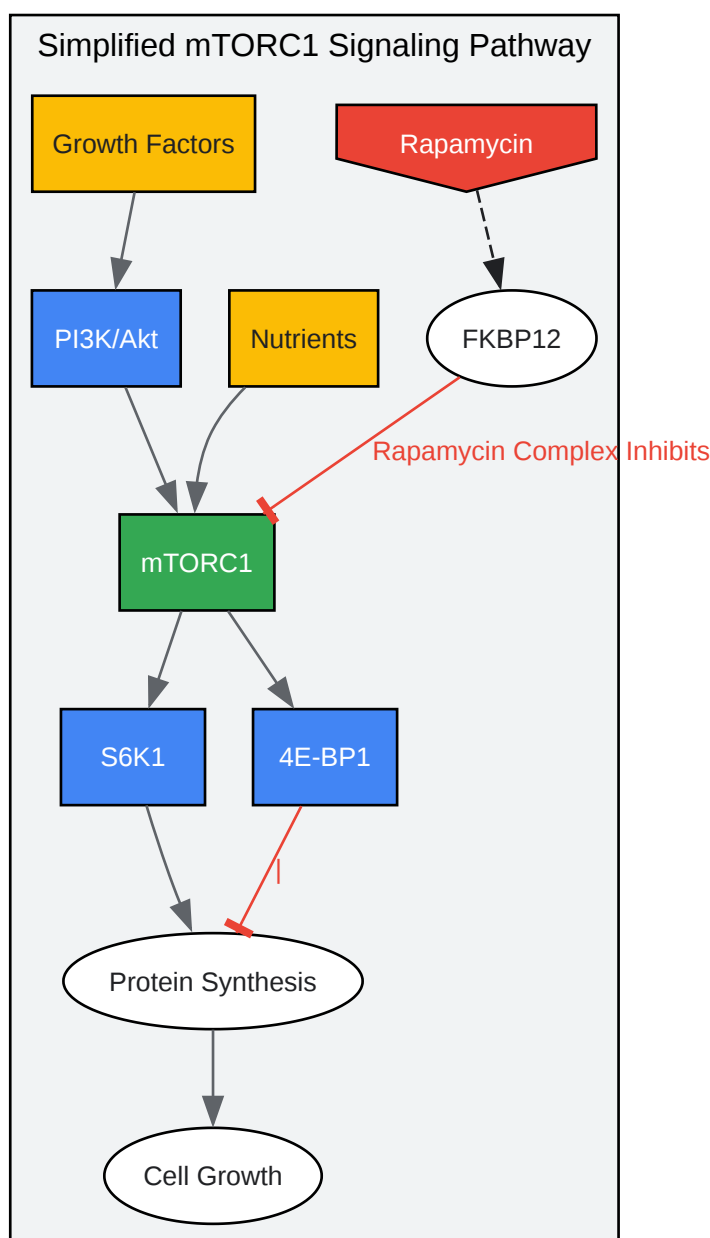 Simplified mTORC1 Signaling Pathway
Growth Factors
Rapamycin
PI3K/Akt
Nutrients
FKBP12
Rapamycin Complex Inhibits
mTORC1
S6K1
4E-BP1
|
Protein Synthesis
Cell Growth